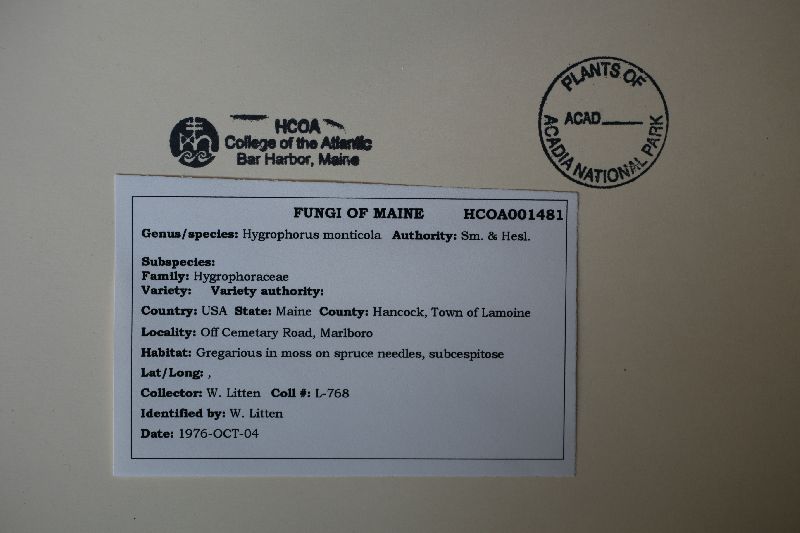 HCOA
College of the Atlantic
Bar Harbor, Maine
PLANTS OF
ACAD____
ACADIA NATIONAL PARK
FUNGI OF MAINE HCOA001481
Genus/species: Hygrophorus monticola Authority: Sm. & Hesl.
Subspecies:
Family: Hygrophoraceae
Variety: Variety authority:
Country: USA State: Maine County: Hancock, Town of Lamoine
Locality: Off Cemetary Road, Marlboro
Habitat: Gregarious in moss on spruce needles, subcespitose
Lat/Long: ,
Collector: W. Litten Coll #: L-768
Identified by: W. Litten
Date: 1976-OCT-04